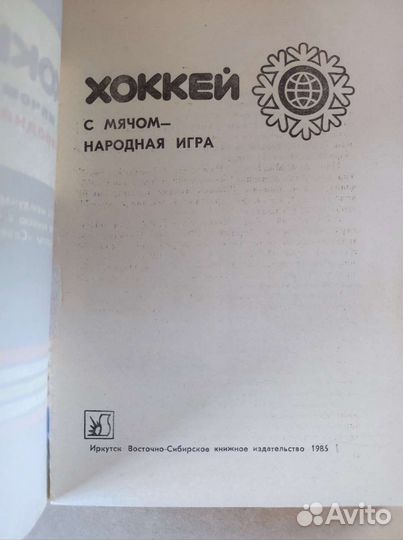 ХОККЕЙ
С МЯЧОМ—
НАРОДНАЯ ИГРА
Иркутск Восточно-Сибирское книжное издательство 1985
Avito